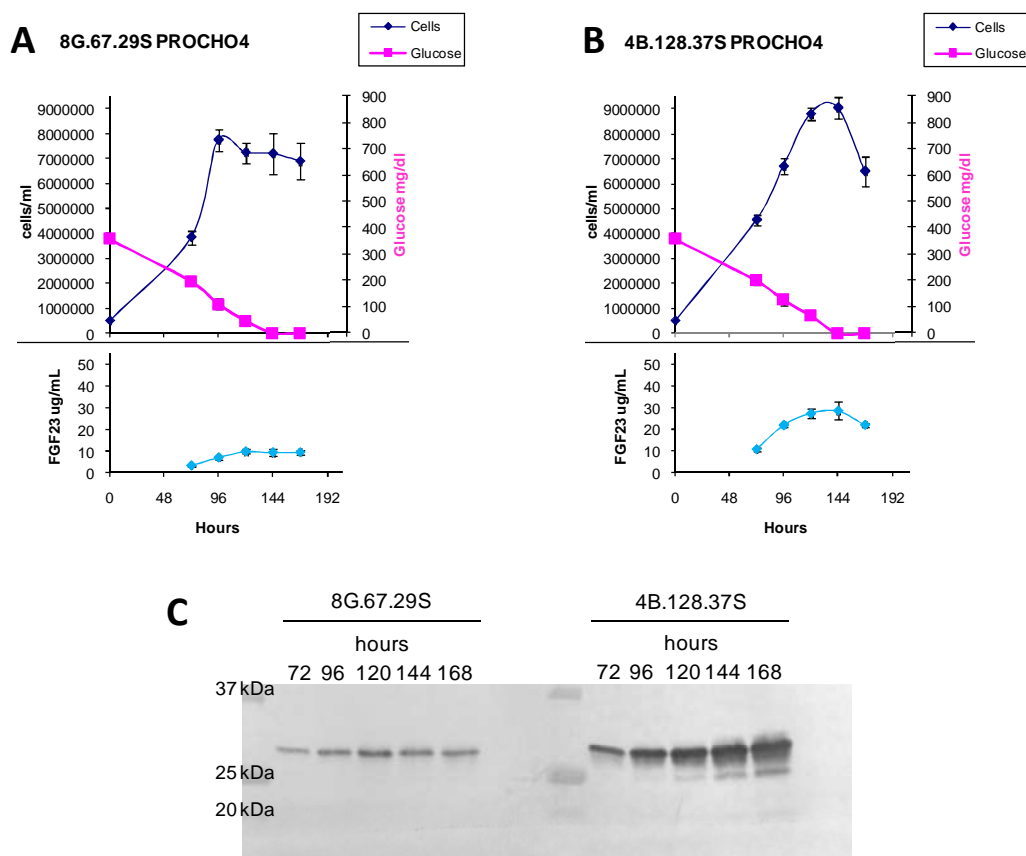 A
8G.67.29S PROCHO4
Cells
Glucose
9000000
8000000
7000000
6000000
5000000
4000000
3000000
2000000
1000000
0
cells/ml
900
800
700
600
500
400
300
200
100
0
Glucose mg/dl
50
40
30
20
10
0
FGF23 ug/mL
0 48 96 144 192
Hours
B
4B.128.37S PROCHO4
Cells
Glucose
9000000
8000000
7000000
6000000
5000000
4000000
3000000
2000000
1000000
0
cells/ml
900
800
700
600
500
400
300
200
100
0
Glucose mg/dl
50
40
30
20
10
0
FGF23 ug/mL
0 48 96 144 192
Hours
C
8G.67.29S
hours
72 96 120 144 168
4B.128.37S
hours
72 96 120 144 168
37 kDa
25 kDa
20 kDa